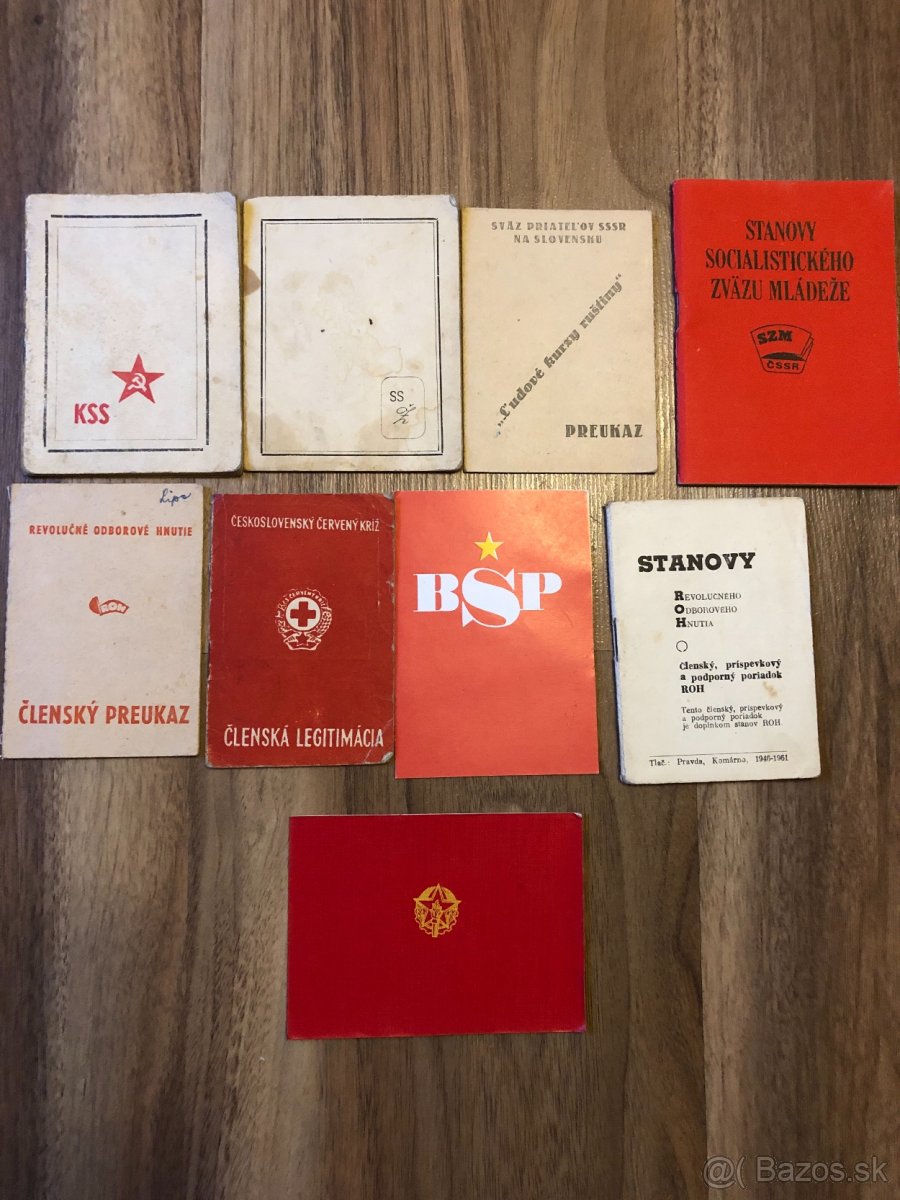 KSS
SS
SVÄZ PRIATEĽOV SSSR
NA SLOVENSKU
„Ľudové kurzy ruštiny“
PREUKAZ
STANOVY
SOCIALISTICKÉHO
ZVÄZU MLÁDEŽE
SZM
ČSSR
Lipa
REVOLUČNÉ ODBOROVÉ HNUTIE
ROH
ČLENSKÝ PREUKAZ
ČESKOSLOVENSKÝ ČERVENÝ KRÍŽ
ČLENSKÁ LEGITIMÁCIA
BSP
STANOVY
REVOLUČNÉHO
ODBOROVÉHO
HNUTIA
Členský, príspevkový
a podporný poriadok
ROH
Tento členský, príspevkový
a podporný poriadok
je doplnkom stanov ROH.
Tlač.: Pravda, Komárno, 1946-1961
@( Bazos.sk